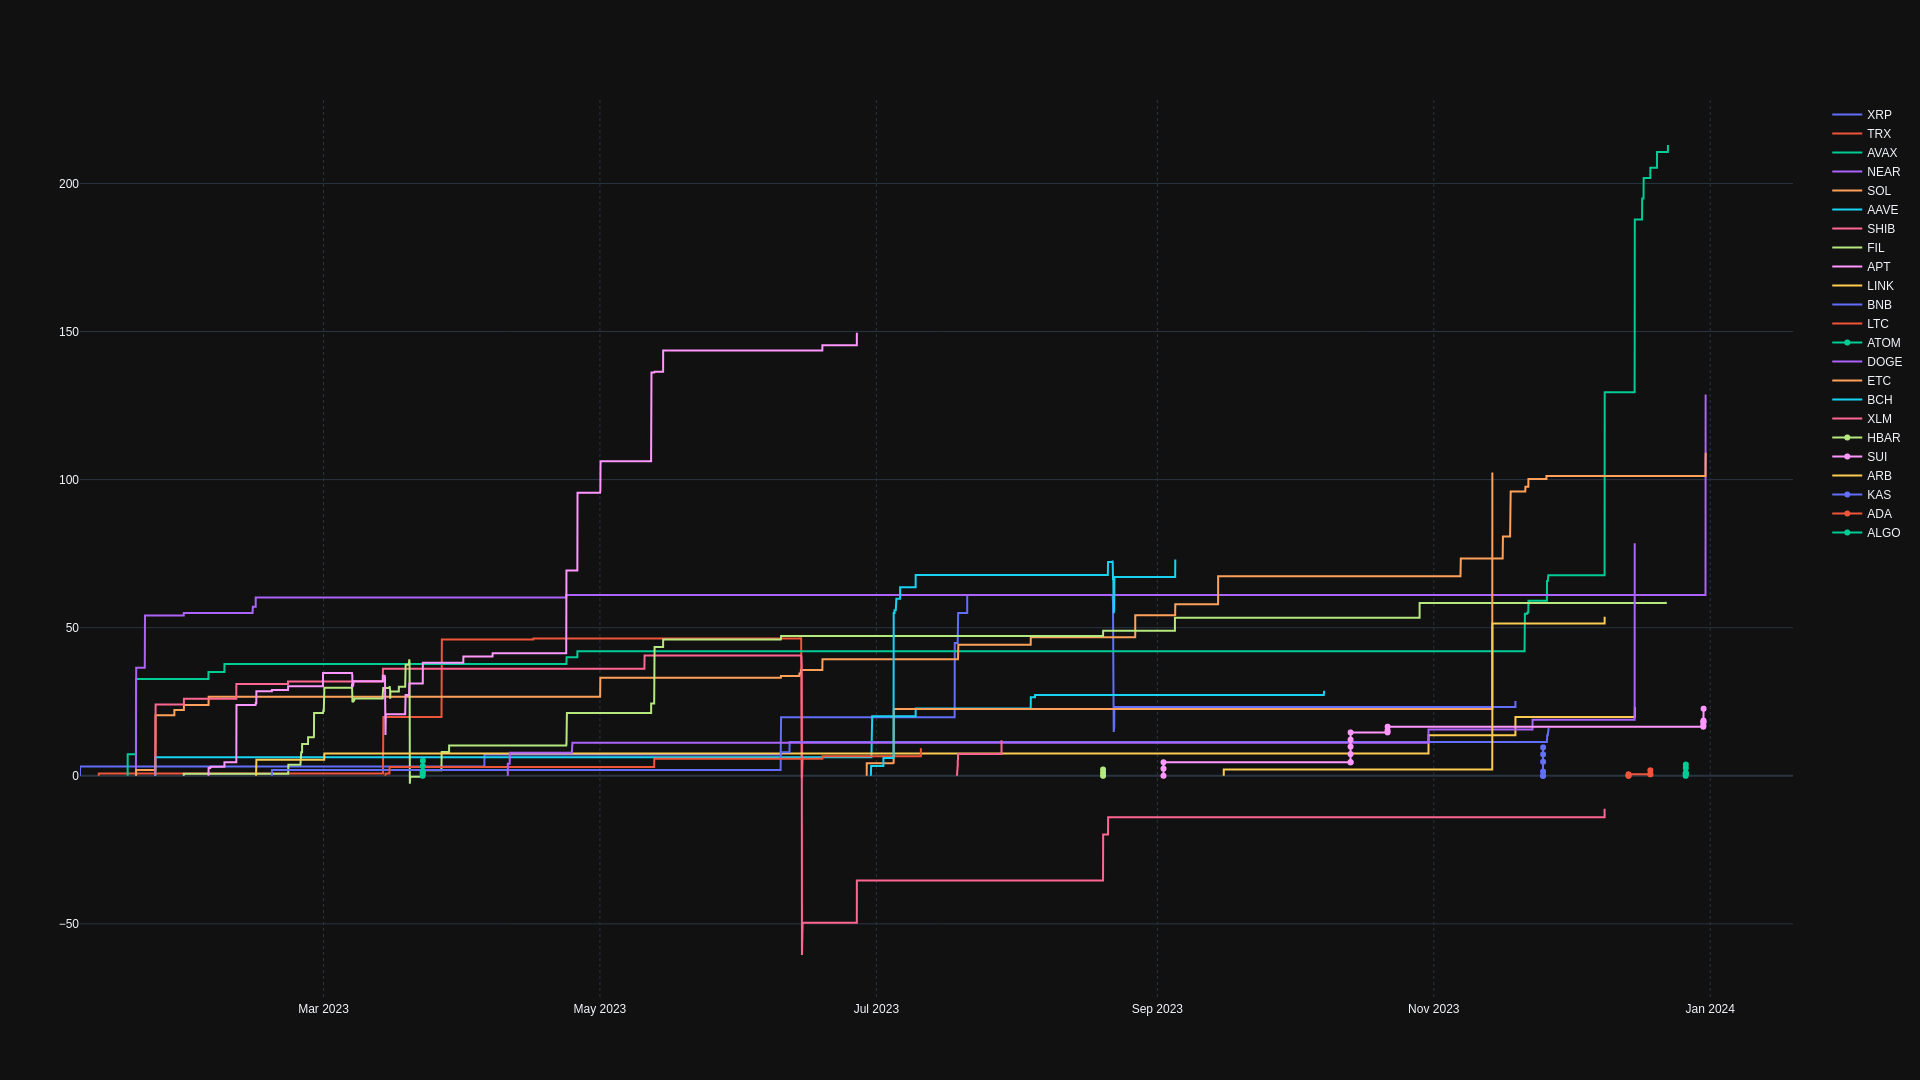 200
150
100
50
0
−50
Mar 2023
May 2023
Jul 2023
Sep 2023
Nov 2023
Jan 2024
XRP
TRX
AVAX
NEAR
SOL
AAVE
SHIB
FIL
APT
LINK
BNB
LTC
ATOM
DOGE
ETC
BCH
XLM
HBAR
SUI
ARB
KAS
ADA
ALGO